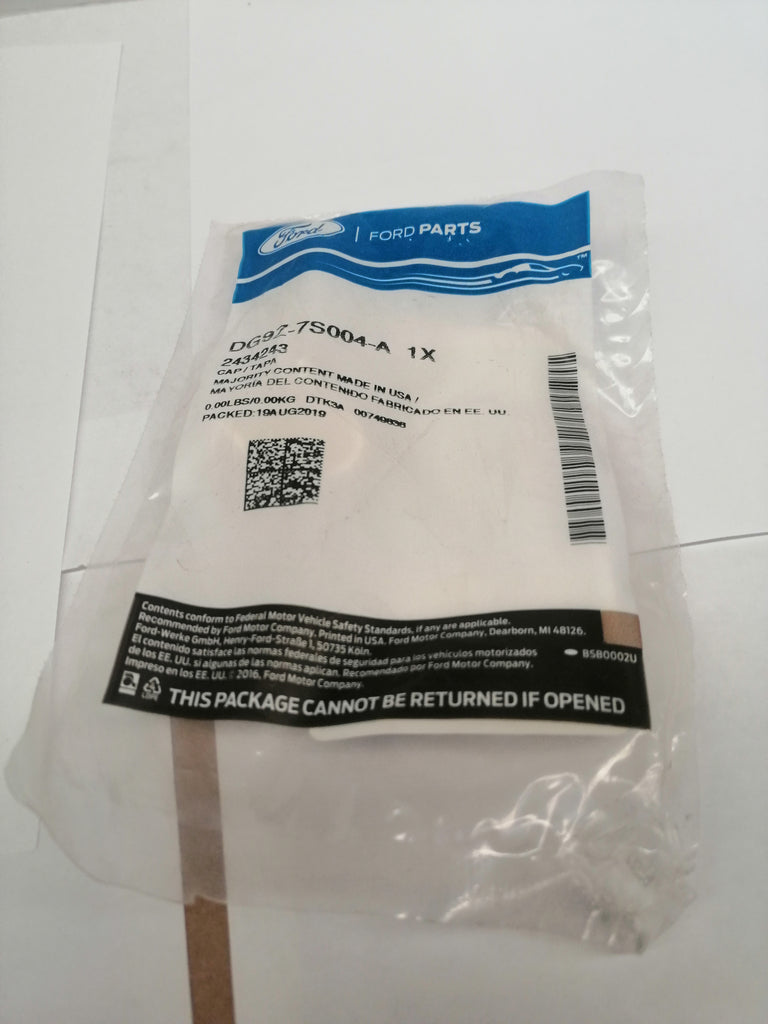 Ford | FORD PARTS
TM
DG9Z-7S004-A 1X
2434243
CAP / TAPA
MAJORITY CONTENT MADE IN USA /
MAYORÍA DEL CONTENIDO FABRICADO EN EE. UU.
0.00LBS/0.00KG DTK3A 00749636
PACKED:19AUG2019
Contents conform to Federal Motor Vehicle Safety Standards, if any are applicable.
Recommended by Ford Motor Company. Printed in USA. Ford Motor Company, Dearborn, MI 48126.
Ford-Werke GmbH, Henry-Ford-Straße 1, 50735 Köln.
El contenido satisface las normas federales de seguridad para los vehículos motorizados
de los EE. UU. si algunas de las normas aplican. Recomendado por Ford Motor Company.
Impreso en los EE. UU. © 2016, Ford Motor Company.
B5B0002U
THIS PACKAGE CANNOT BE RETURNED IF OPENED